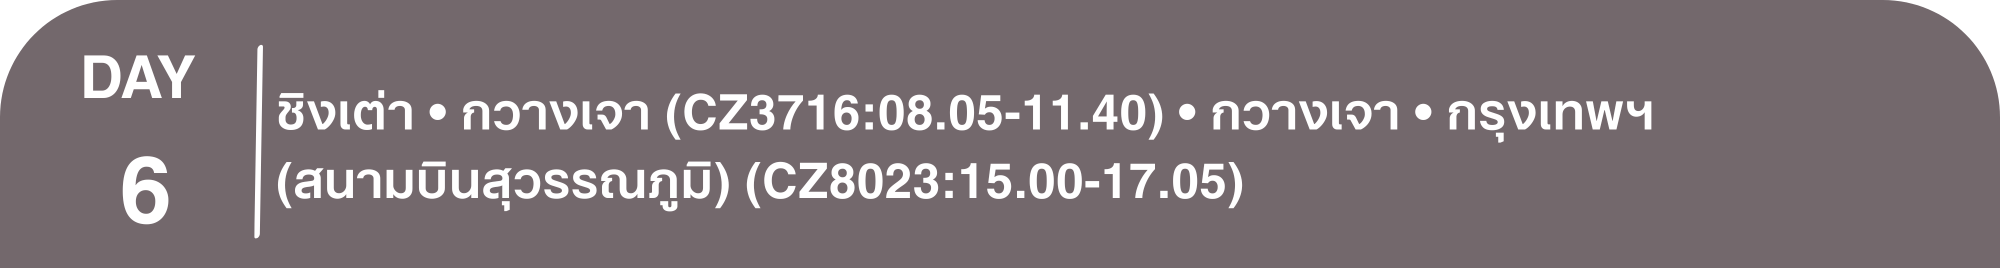 DAY
6
ชิงเต่า • กวางเจา (CZ3716:08.05-11.40) • กวางเจา • กรุงเทพฯ
(สนามบินสุวรรณภูมิ) (CZ8023:15.00-17.05)